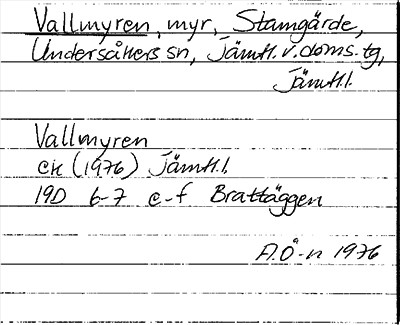 Vallmyren, myr, Stamgärde,
Undersåkers sn, Jämtl. v. doms. tg,
Jämtl.l.
Vallmyren
ek (1976) Jämtl.l.
19D 6-7 e-f Brattäggen
A.Ö-n 1976